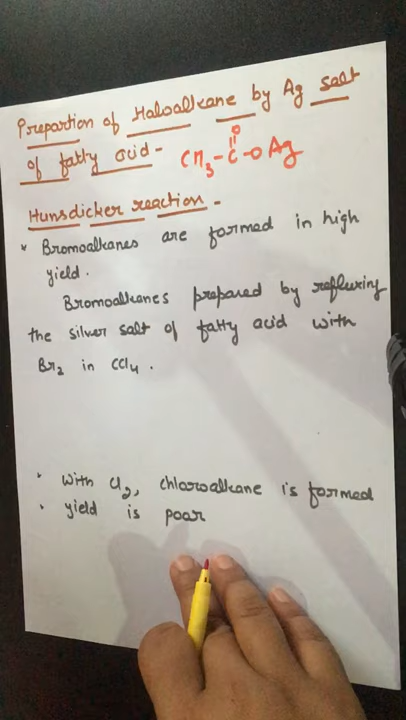 Prepartion of Haloalkane by Ag salt
of fatty acid -
CH3-C-O Ag
O
Hunsdicker reaction -
* Bromoalkanes are formed in high
yield.
Bromoalkanes prepared by refluxing
the silver salt of fatty acid with
Br2 in CCl4.
* With Cl2, chloroalkane is formed
* yield is poor